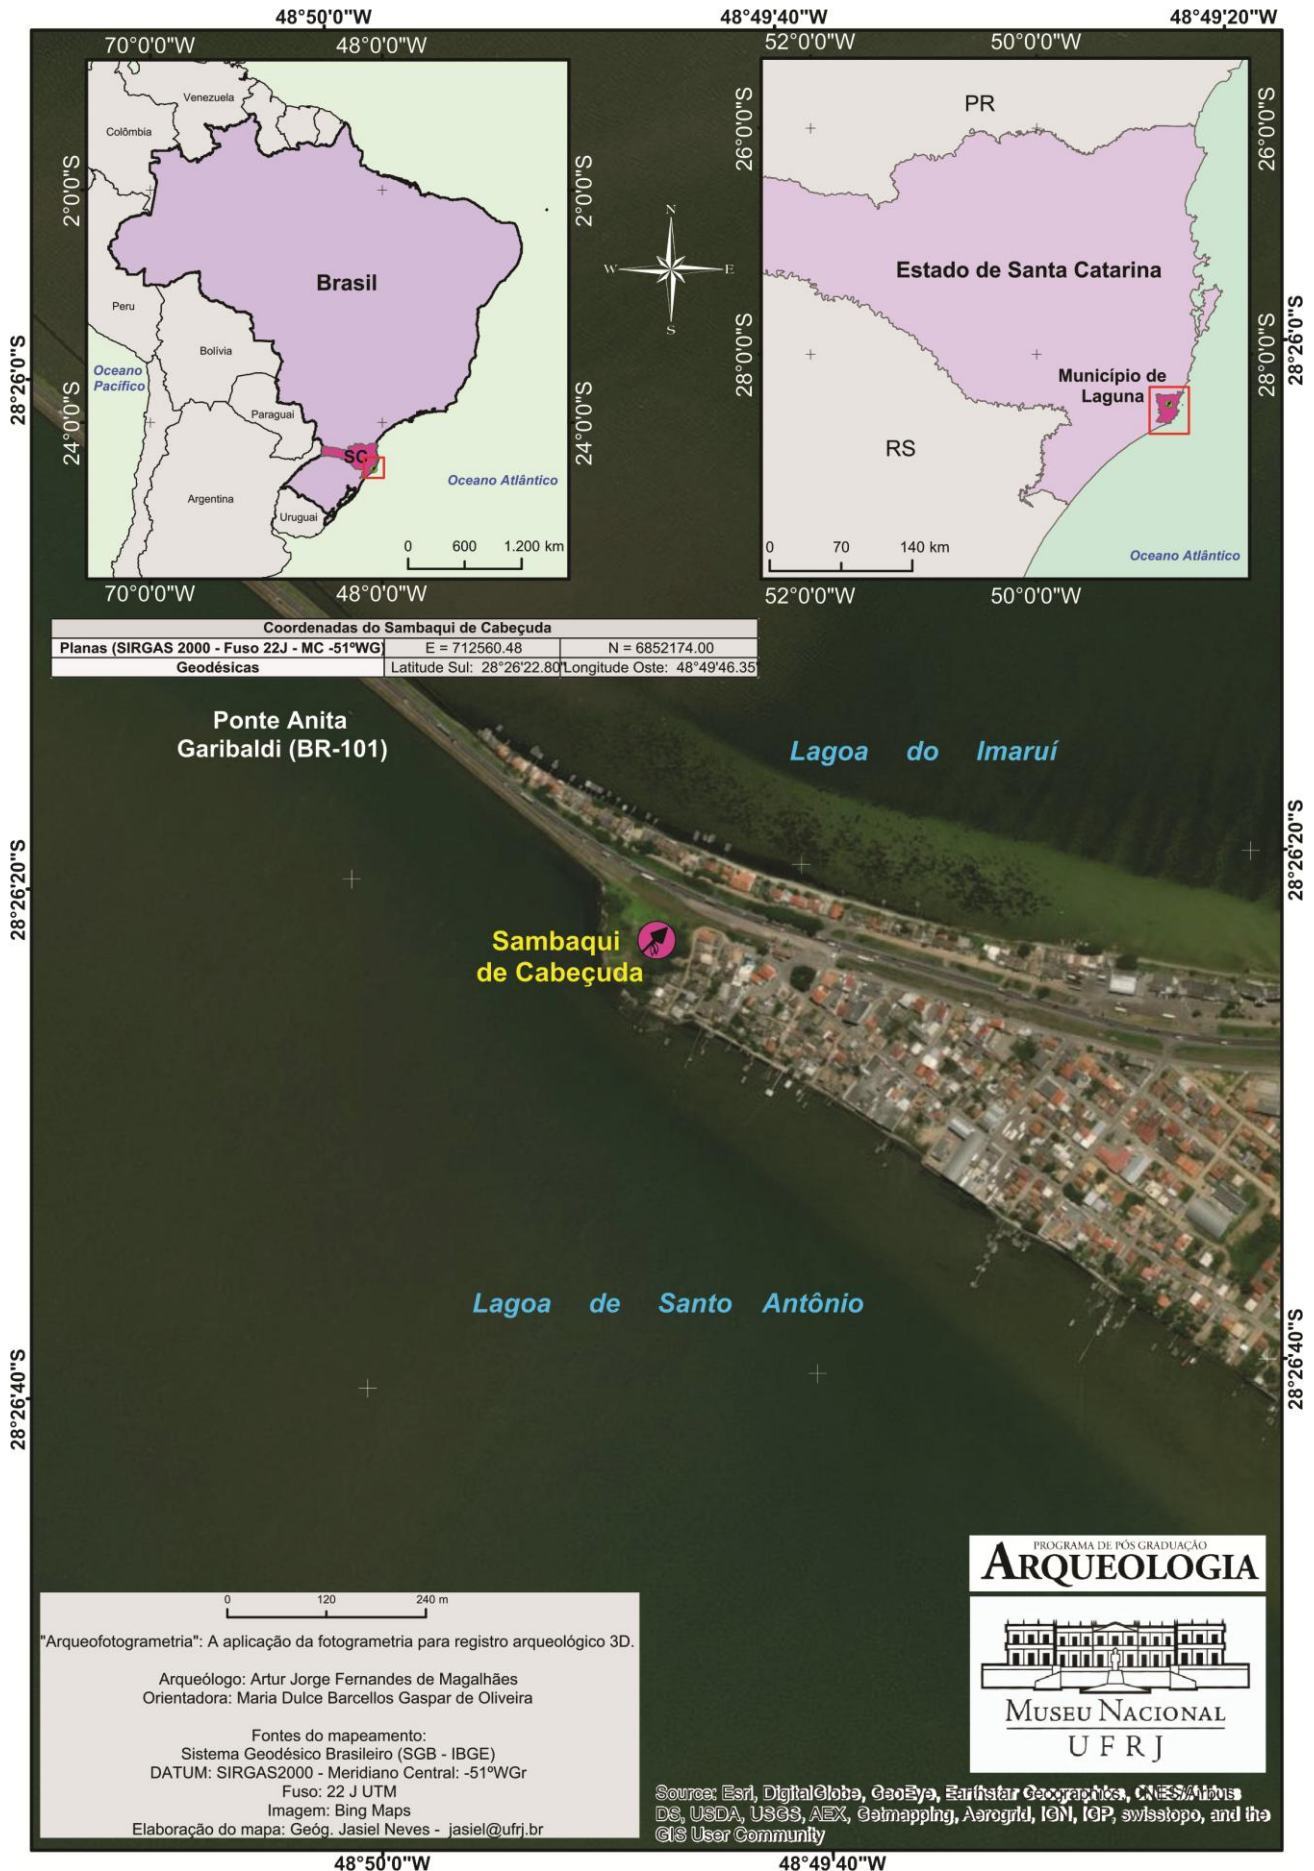 48°50'0"W
48°49'40"W
48°49'20"W
70°0'0"W
48°0'0"W
52°0'0"W
50°0'0"W
Venezuela
Colômbia
2°0'0"S
2°0'0"S
Brasil
Peru
Bolívia
Oceano
Pacífico
Paraguai
24°0'0"S
24°0'0"S
SC
Oceano Atlântico
Argentina
Uruguai
0 600 1.200 km
70°0'0"W
48°0'0"W
N
W
E
S
PR
26°0'0"S
26°0'0"S
Estado de Santa Catarina
28°0'0"S
28°0'0"S
Município de
Laguna
RS
0 70 140 km
Oceano Atlântico
52°0'0"W
50°0'0"W
28°26'0"S
28°26'0"S
Coordenadas do Sambaqui de Cabeçuda
Planas (SIRGAS 2000 - Fuso 22J - MC -51ºWG) E = 712560.48 N = 6852174.00
Geodésicas Latitude Sul: 28°26'22.80" Longitude Oste: 48°49'46.35"
Ponte Anita
Garibaldi (BR-101)
Lagoa do Imaruí
28°26'20"S
28°26'20"S
Sambaqui
de Cabeçuda
Lagoa de Santo Antônio
28°26'40"S
28°26'40"S
0 120 240 m
"Arqueofotogrametria": A aplicação da fotogrametria para registro arqueológico 3D.
Arqueólogo: Artur Jorge Fernandes de Magalhães
Orientadora: Maria Dulce Barcellos Gaspar de Oliveira
Fontes do mapeamento:
Sistema Geodésico Brasileiro (SGB - IBGE)
DATUM: SIRGAS2000 - Meridiano Central: -51ºWGr
Fuso: 22 J UTM
Imagem: Bing Maps
Elaboração do mapa: Geóg. Jasiel Neves - jasiel@ufrj.br
PROGRAMA DE PÓS GRADUAÇÃO
ARQUEOLOGIA
MUSEU NACIONAL
UFRJ
Source: Esri, DigitalGlobe, GeoEye, Earthstar Geographics, CNES/Airbus
DS, USDA, USGS, AEX, Getmapping, Aerogrid, IGN, IGP, swisstopo, and the
GIS User Community
48°50'0"W
48°49'40"W